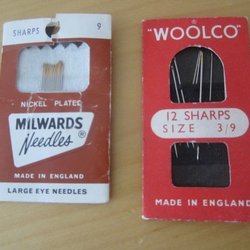 SHARPS 9
NICKEL PLATED
MILWARDS
Needles ®
MADE IN ENGLAND
LARGE EYE NEEDLES
"WOOLCO"
12 SHARPS
SIZE 3/9
MADE IN ENGLAND